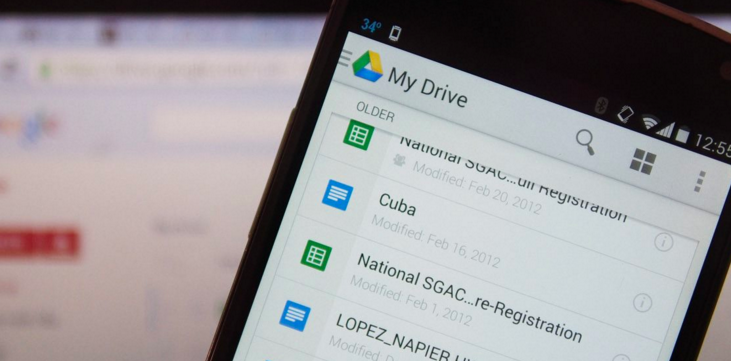 34°
12:55
My Drive
OLDER
National SGAC...ull Registration
Modified: Feb 20, 2012
Cuba
Modified: Feb 16, 2012
National SGAC...re-Registration
Modified: Feb 1, 2012
LOPEZ_NAPIER
Modified: